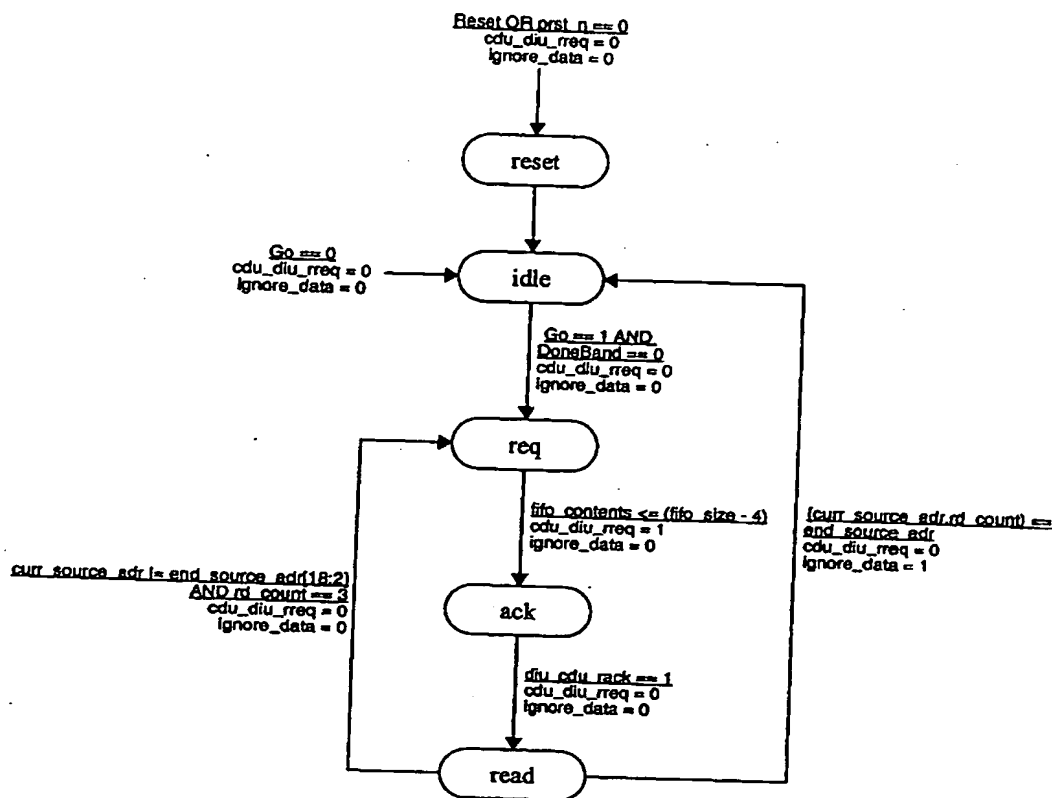 Reset OR prst_n == 0
cdu_diu_rreq = 0
ignore_data = 0
reset
Go == 0
cdu_diu_rreq = 0
ignore_data = 0
idle
Go == 1 AND
DoneBand == 0
cdu_diu_rreq = 0
ignore_data = 0
req
fifo_contents <= (fifo_size - 4)
cdu_diu_rreq = 1
ignore_data = 0
{curr_source_adr,rd_count} ==
end_source_adr
cdu_diu_rreq = 0
ignore_data = 1
curr_source_adr != end_source_adr[18:2]
AND rd_count == 3
cdu_diu_rreq = 0
ignore_data = 0
ack
diu_cdu_rack == 1
cdu_diu_rreq = 0
ignore_data = 0
read